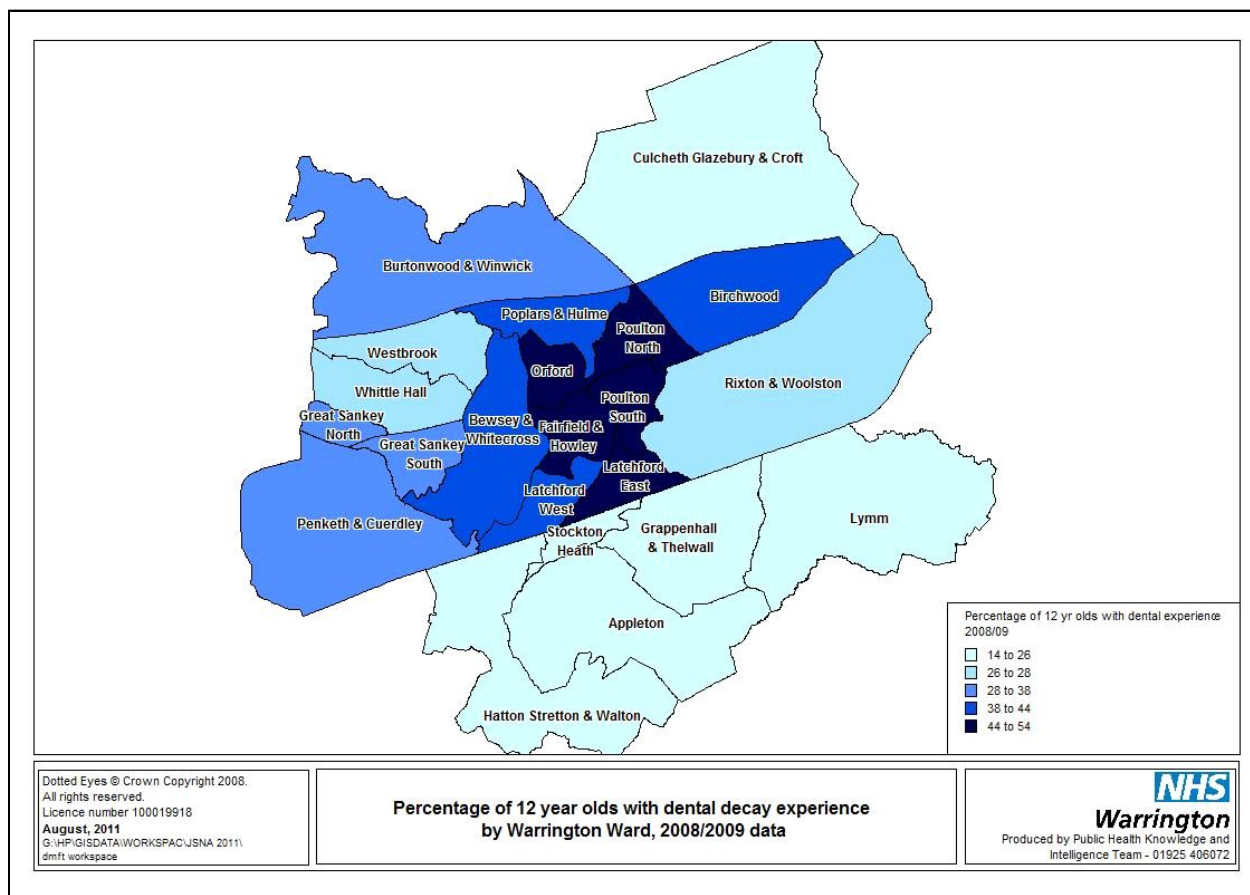 Culcheth Glazebury & Croft
Burtonwood & Winwick
Birchwood
Poplars & Hulme
Poulton
North
Westbrook
Orford
Rixton & Woolston
Whittle Hall
Poulton
South
Great Sankey
North
Bewsey &
Whitecross
Fairfield &
Howley
Great Sankey
South
Latchford
East
Latchford
West
Penketh & Cuerdley
Stockton
Heath
Grappenhall
& Thelwall
Lymm
Appleton
Hatton Stretton & Walton
Percentage of 12 yr olds with dental experience
2008/09
14 to 26
26 to 28
28 to 38
38 to 44
44 to 54
Dotted Eyes © Crown Copyright 2008.
All rights reserved.
Licence number 100019918
August, 2011
G:\HP\GISDATA\WORKSPAC\JSNA 2011\
dmft workspace
Percentage of 12 year olds with dental decay experience
by Warrington Ward, 2008/2009 data
NHS
Warrington
Produced by Public Health Knowledge and
Intelligence Team - 01925 406072